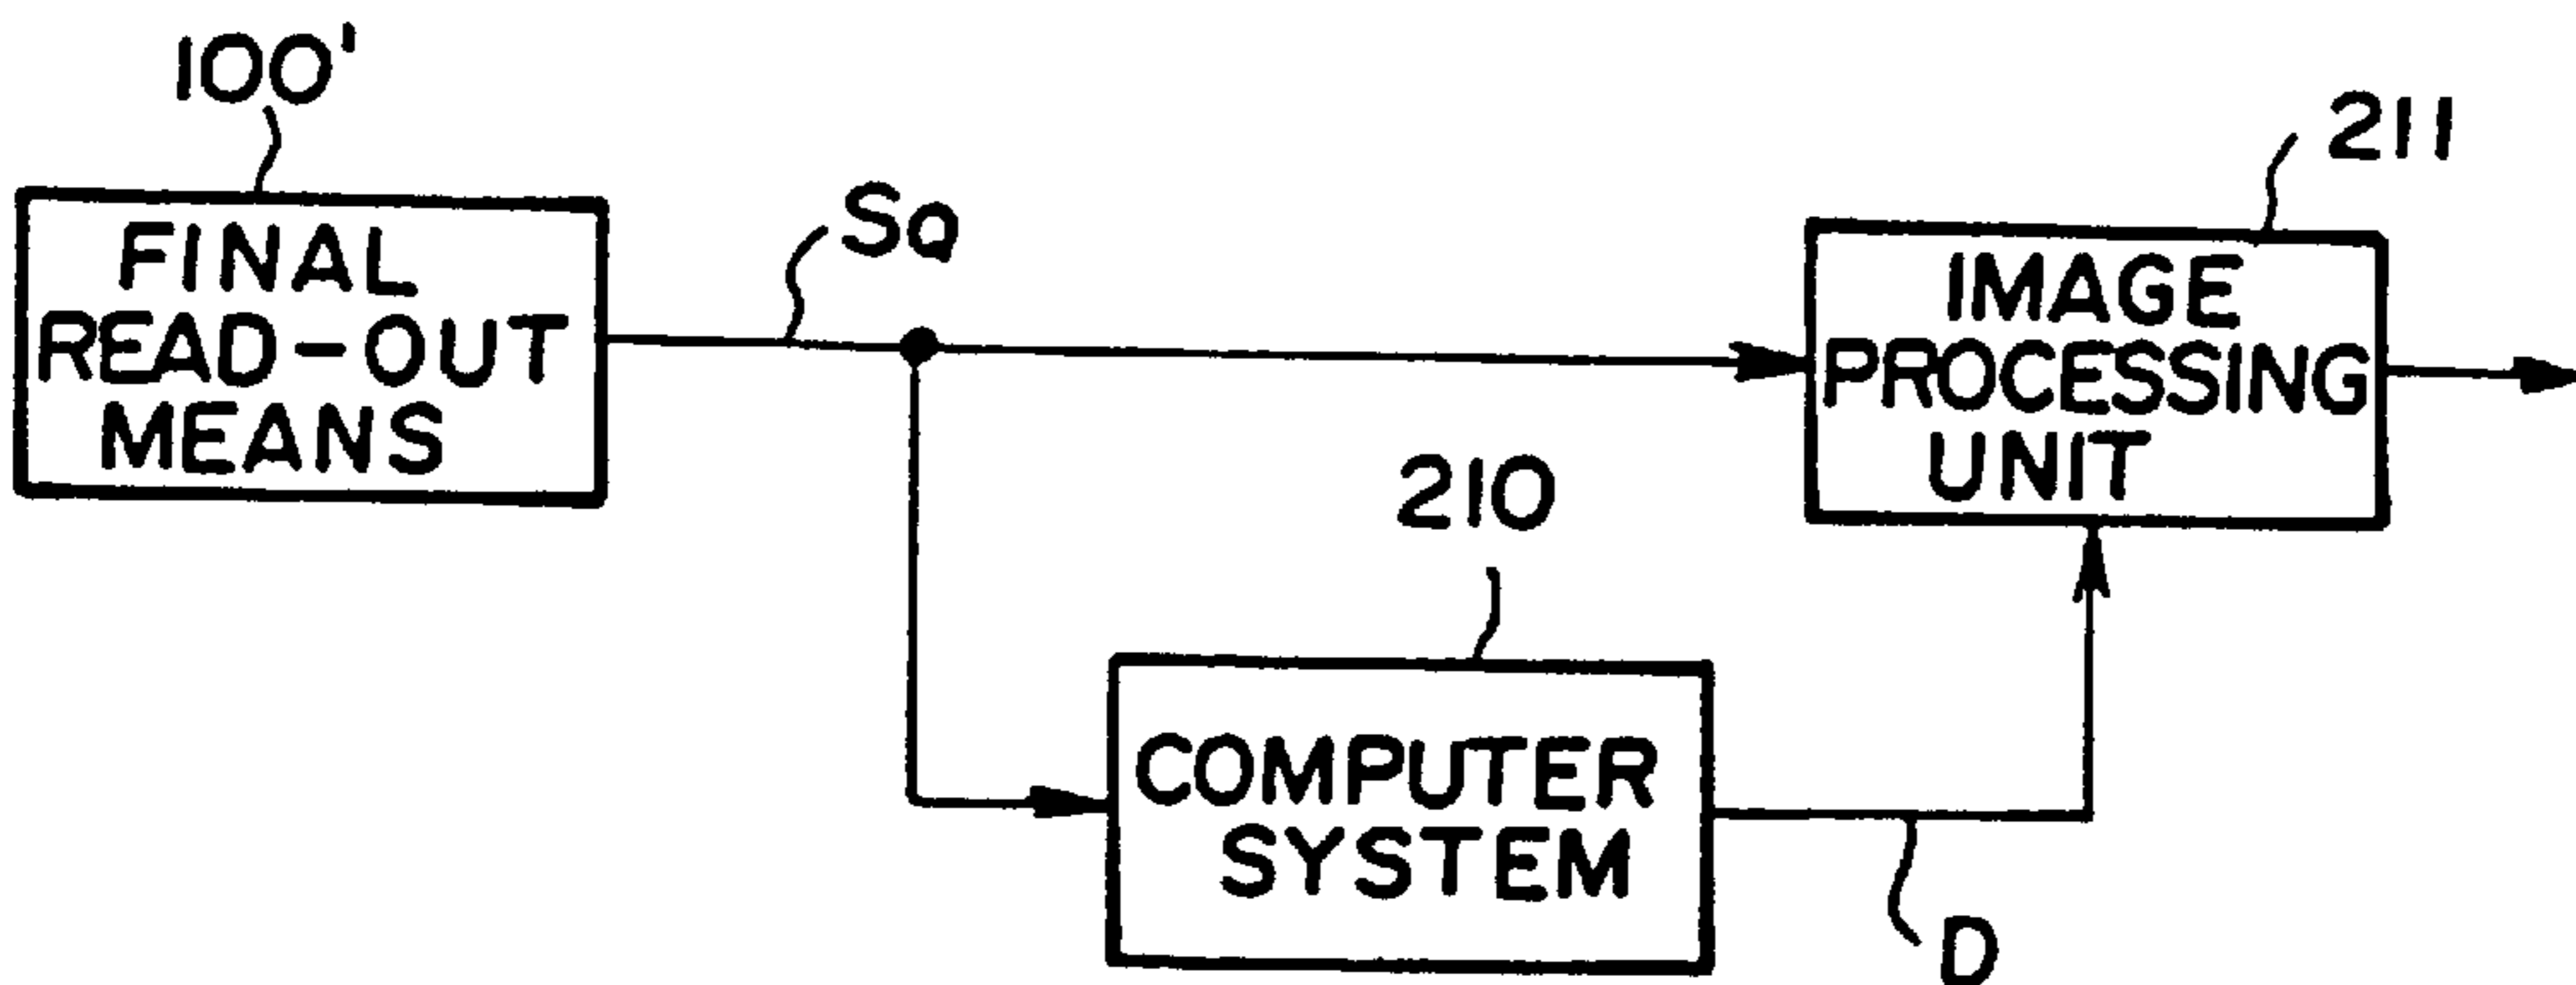 100'
FINAL
READ-OUT
MEANS
SQ
211
IMAGE
PROCESSING
UNIT
210
COMPUTER
SYSTEM
D